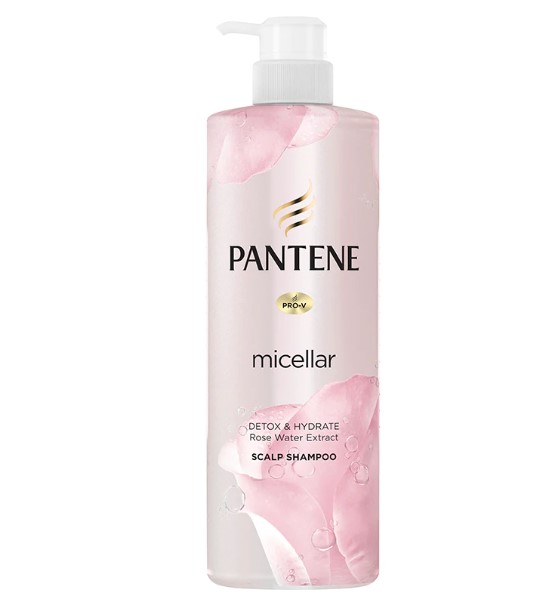 PANTENE
PRO-V
micellar
DETOX & HYDRATE
Rose Water Extract
SCALP SHAMPOO